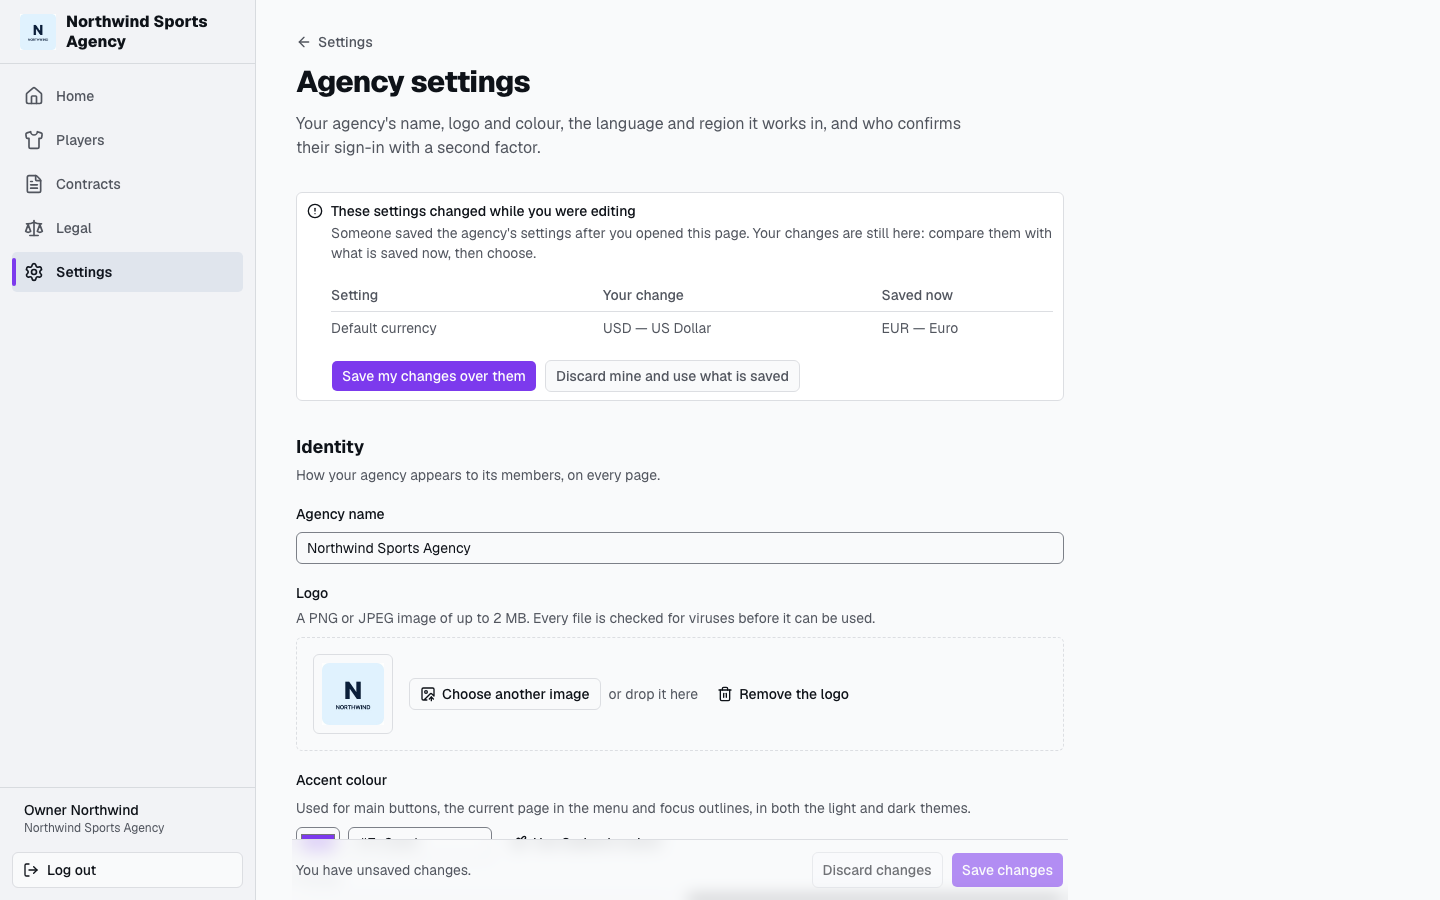 N
NORTHWIND
Northwind Sports
Agency
Home
Players
Contracts
Legal
Settings
Owner Northwind
Northwind Sports Agency
Log out
Settings
Agency settings
Your agency's name, logo and colour, the language and region it works in, and who confirms
their sign-in with a second factor.
These settings changed while you were editing
Someone saved the agency's settings after you opened this page. Your changes are still here: compare them with
what is saved now, then choose.
Setting Your change Saved now
Default currency USD — US Dollar EUR — Euro
Save my changes over them Discard mine and use what is saved
Identity
How your agency appears to its members, on every page.
Agency name
Northwind Sports Agency
Logo
A PNG or JPEG image of up to 2 MB. Every file is checked for viruses before it can be used.
N
NORTHWIND
Choose another image or drop it here Remove the logo
Accent colour
Used for main buttons, the current page in the menu and focus outlines, in both the light and dark themes.
You have unsaved changes. Discard changes Save changes